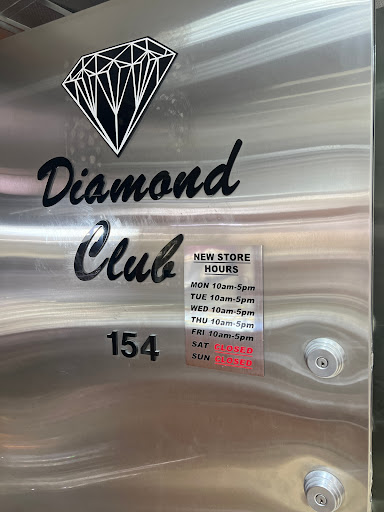 Diamond
Club
NEW STORE
HOURS
MON 10am-5pm
TUE 10am-5pm
WED 10am-5pm
THU 10am-5pm
FRI 10am-5pm
SAT CLOSED
SUN CLOSED
154